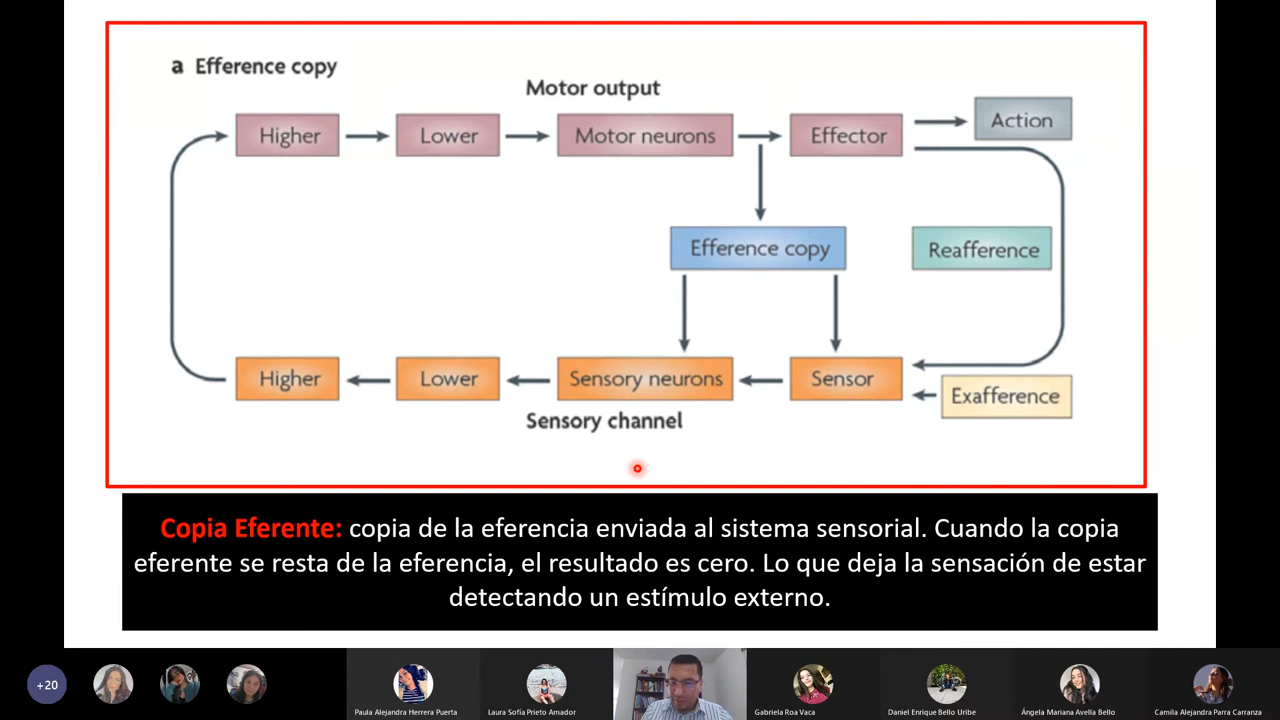 a Efference copy
Motor output
Higher
Lower
Motor neurons
Effector
Action
Efference copy
Reafference
Higher
Lower
Sensory neurons
Sensor
Exafference
Sensory channel
Copia Eferente: copia de la eferencia enviada al sistema sensorial. Cuando la copia
eferente se resta de la eferencia, el resultado es cero. Lo que deja la sensación de estar
detectando un estímulo externo.
+20
Paula Alejandra Herrera Puerta
Laura Sofía Prieto Amador
Gabriela Roa Vaca
Daniel Enrique Bello Uribe
Ángela Mariana Avella Bello
Camila Alejandra Parra Carranza